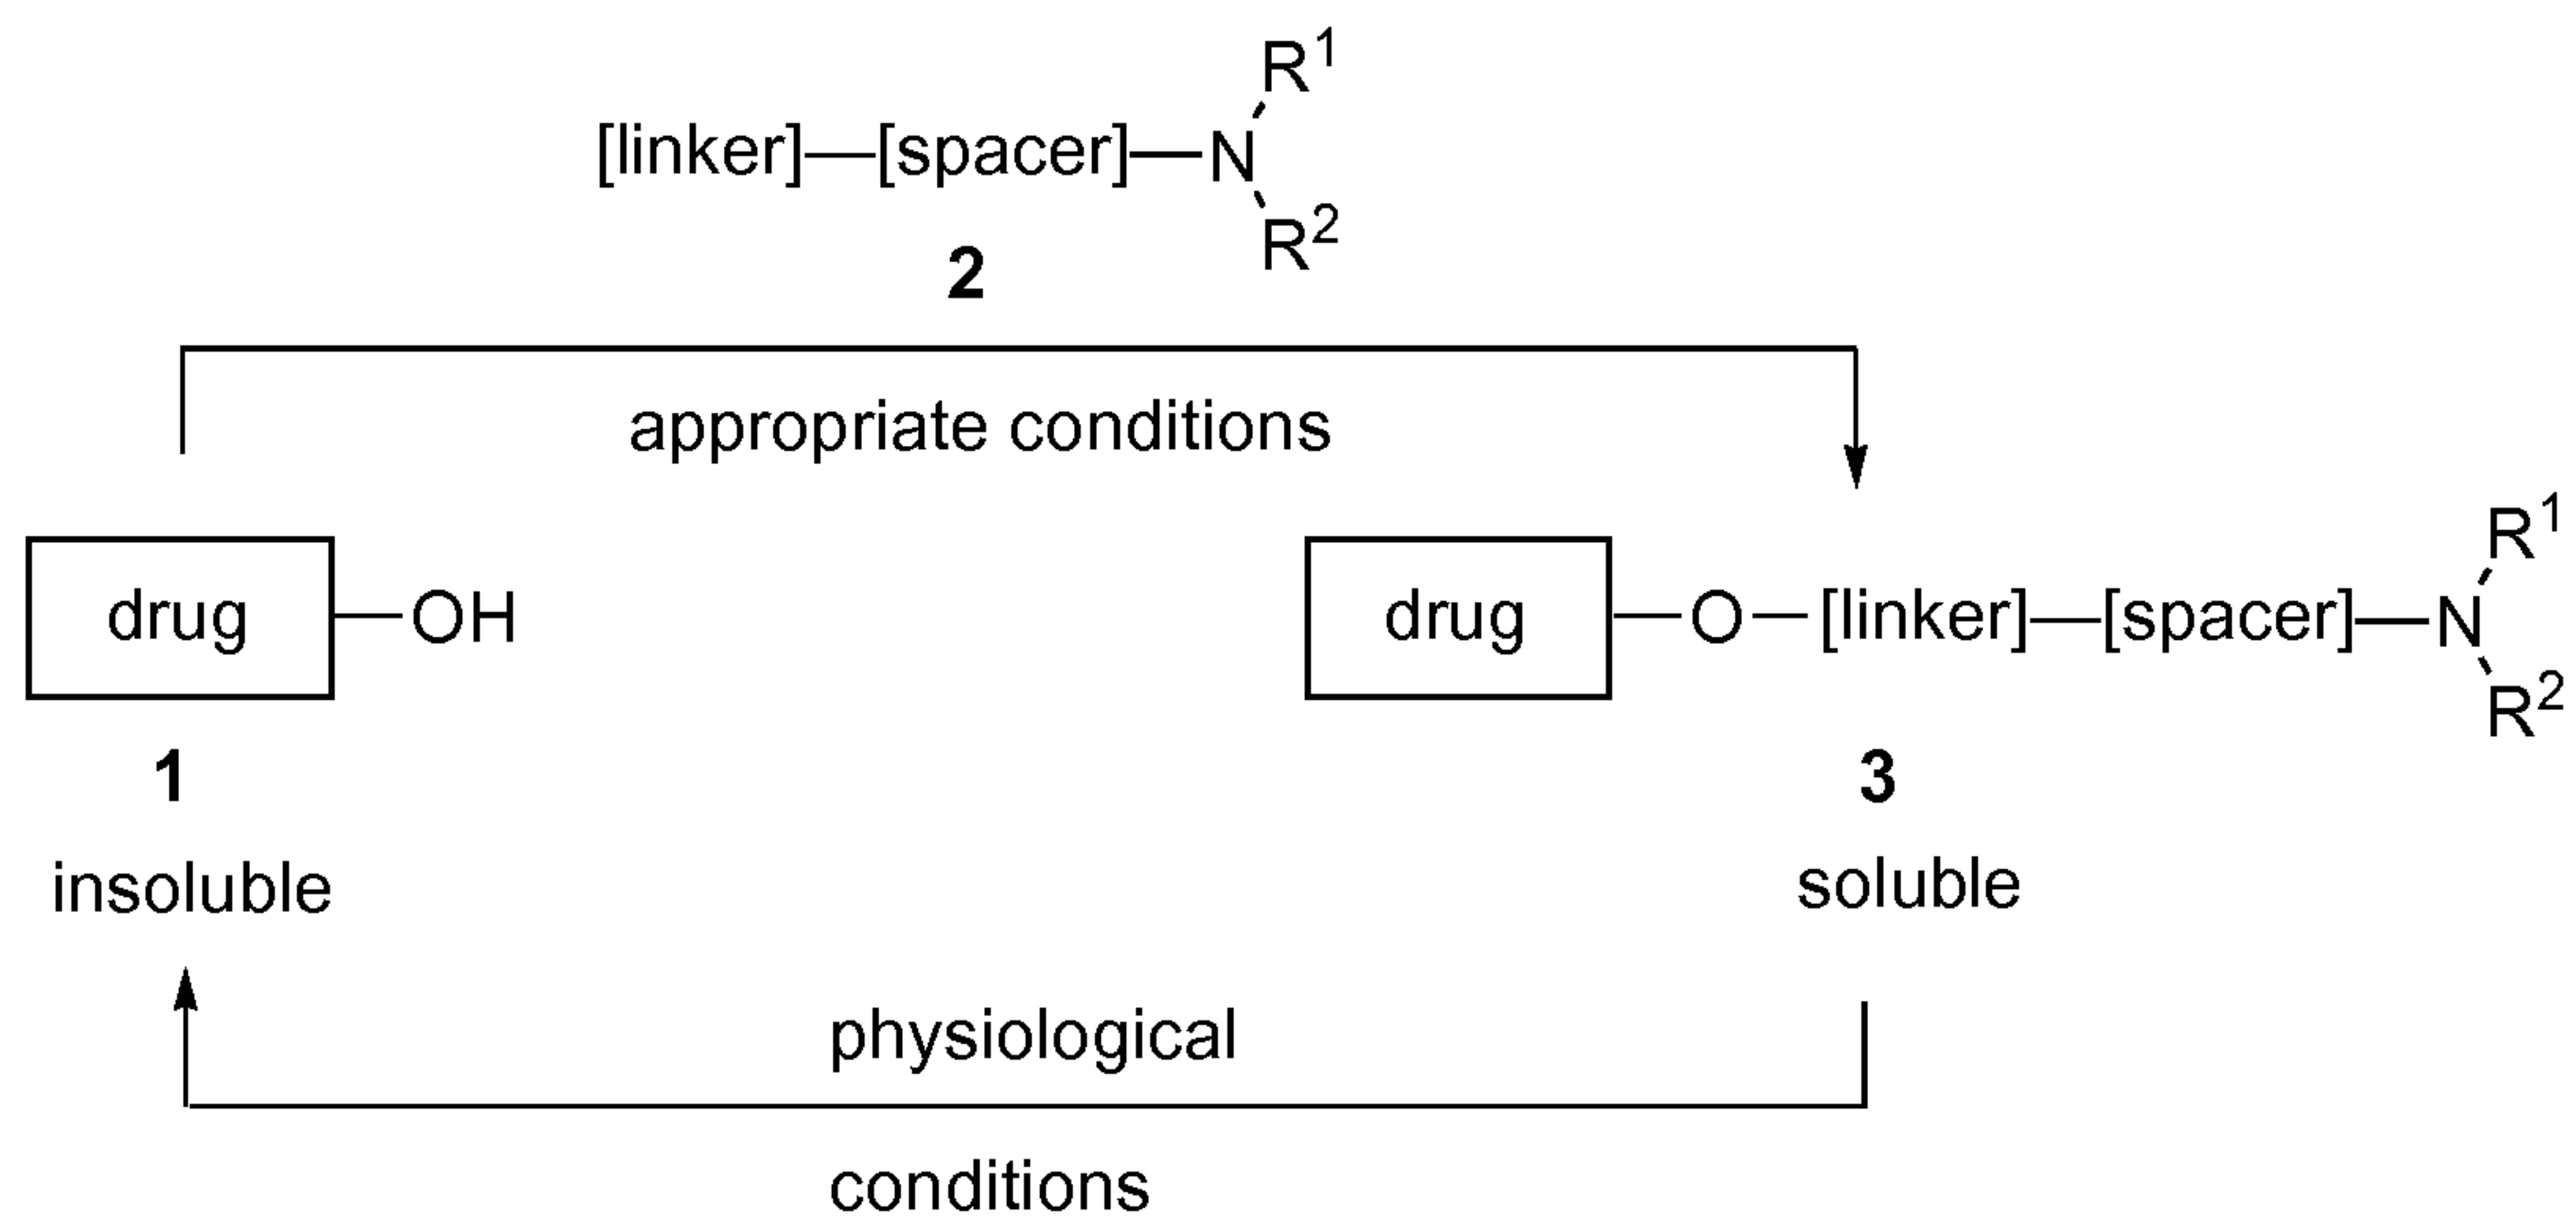 R1
[linker]—[spacer]—N
R2
2
appropriate conditions
drug—OH
drug—O—[linker]—[spacer]—N
R1
R2
1
3
insoluble
soluble
physiological
conditions